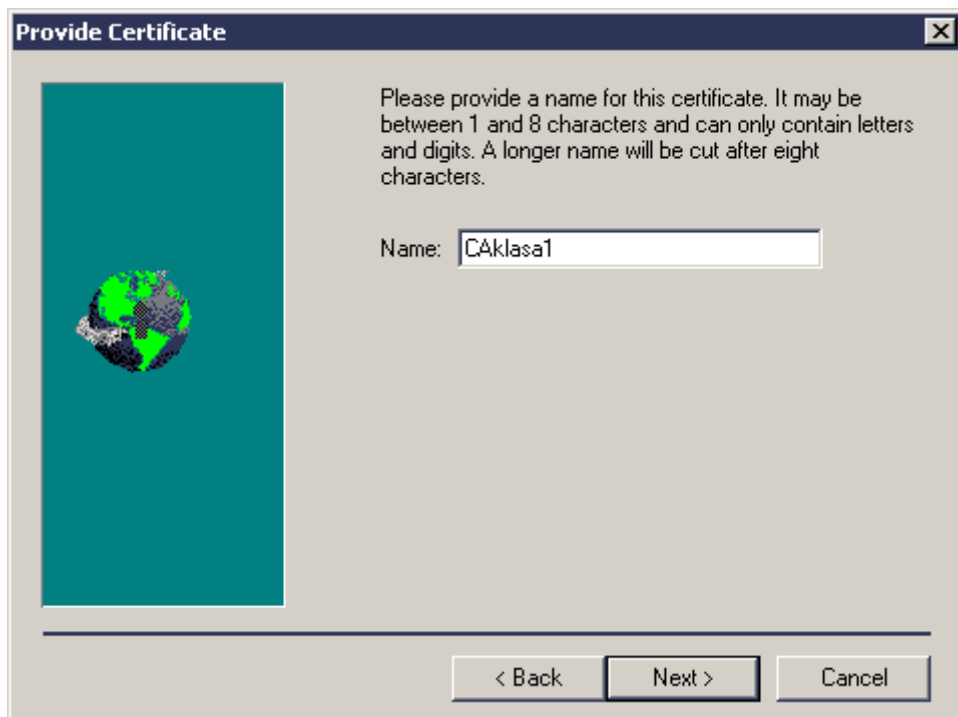 Provide Certificate
Please provide a name for this certificate. It may be
between 1 and 8 characters and can only contain letters
and digits. A longer name will be cut after eight
characters.
Name: CAklasa1
< Back Next > Cancel